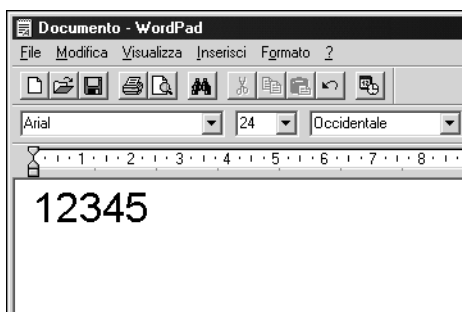 Documento - WordPad
File Modifica Visualizza Inserisci Formato ?
Arial 24 Occidentale
1 2 3 4 5 6 7 8
12345